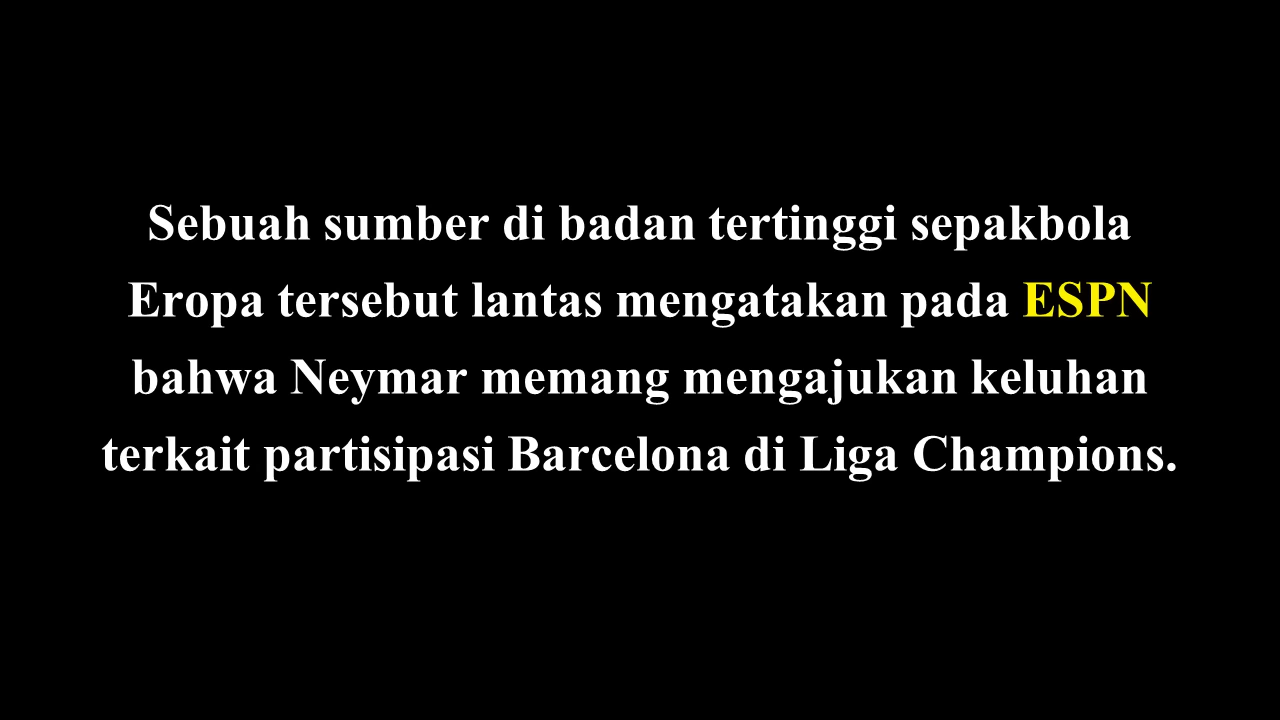 Sebuah sumber di badan tertinggi sepakbola
Eropa tersebut lantas mengatakan pada ESPN
bahwa Neymar memang mengajukan keluhan
terkait partisipasi Barcelona di Liga Champions.